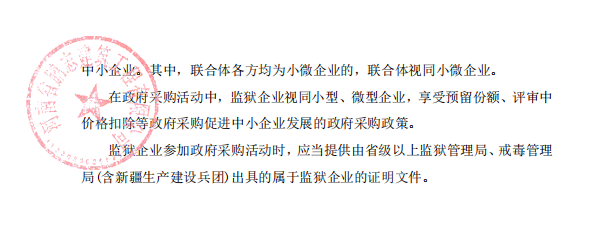 中小企业。其中，联合体各方均为小微企业的，联合体视同小微企业。
在政府采购活动中，监狱企业视同小型、微型企业，享受预留份额、评审中
价格扣除等政府采购促进中小企业发展的政府采购政策。
监狱企业参加政府采购活动时，应当提供由省级以上监狱管理局、戒毒管理
局(含新疆生产建设兵团)出具的属于监狱企业的证明文件。